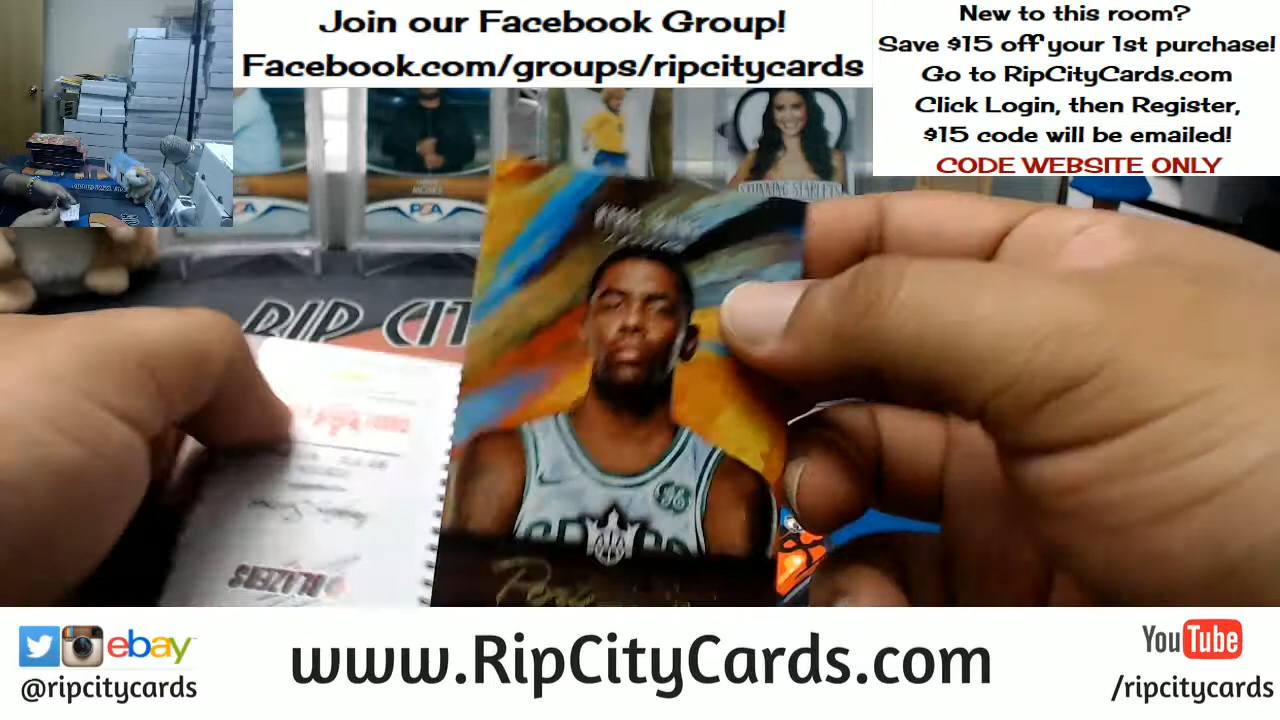 Join our Facebook Group!
Facebook.com/groups/ripcitycards
New to this room?
Save $15 off your 1st purchase!
Go to RipCityCards.com
Click Login, then Register,
$15 code will be emailed!
CODE WEBSITE ONLY
PSA
PSA
STUNNING STARLETS
RIP CIT
BLAZERS
ebay
@ripcitycards
www.RipCityCards.com
YouTube
/ripcitycards